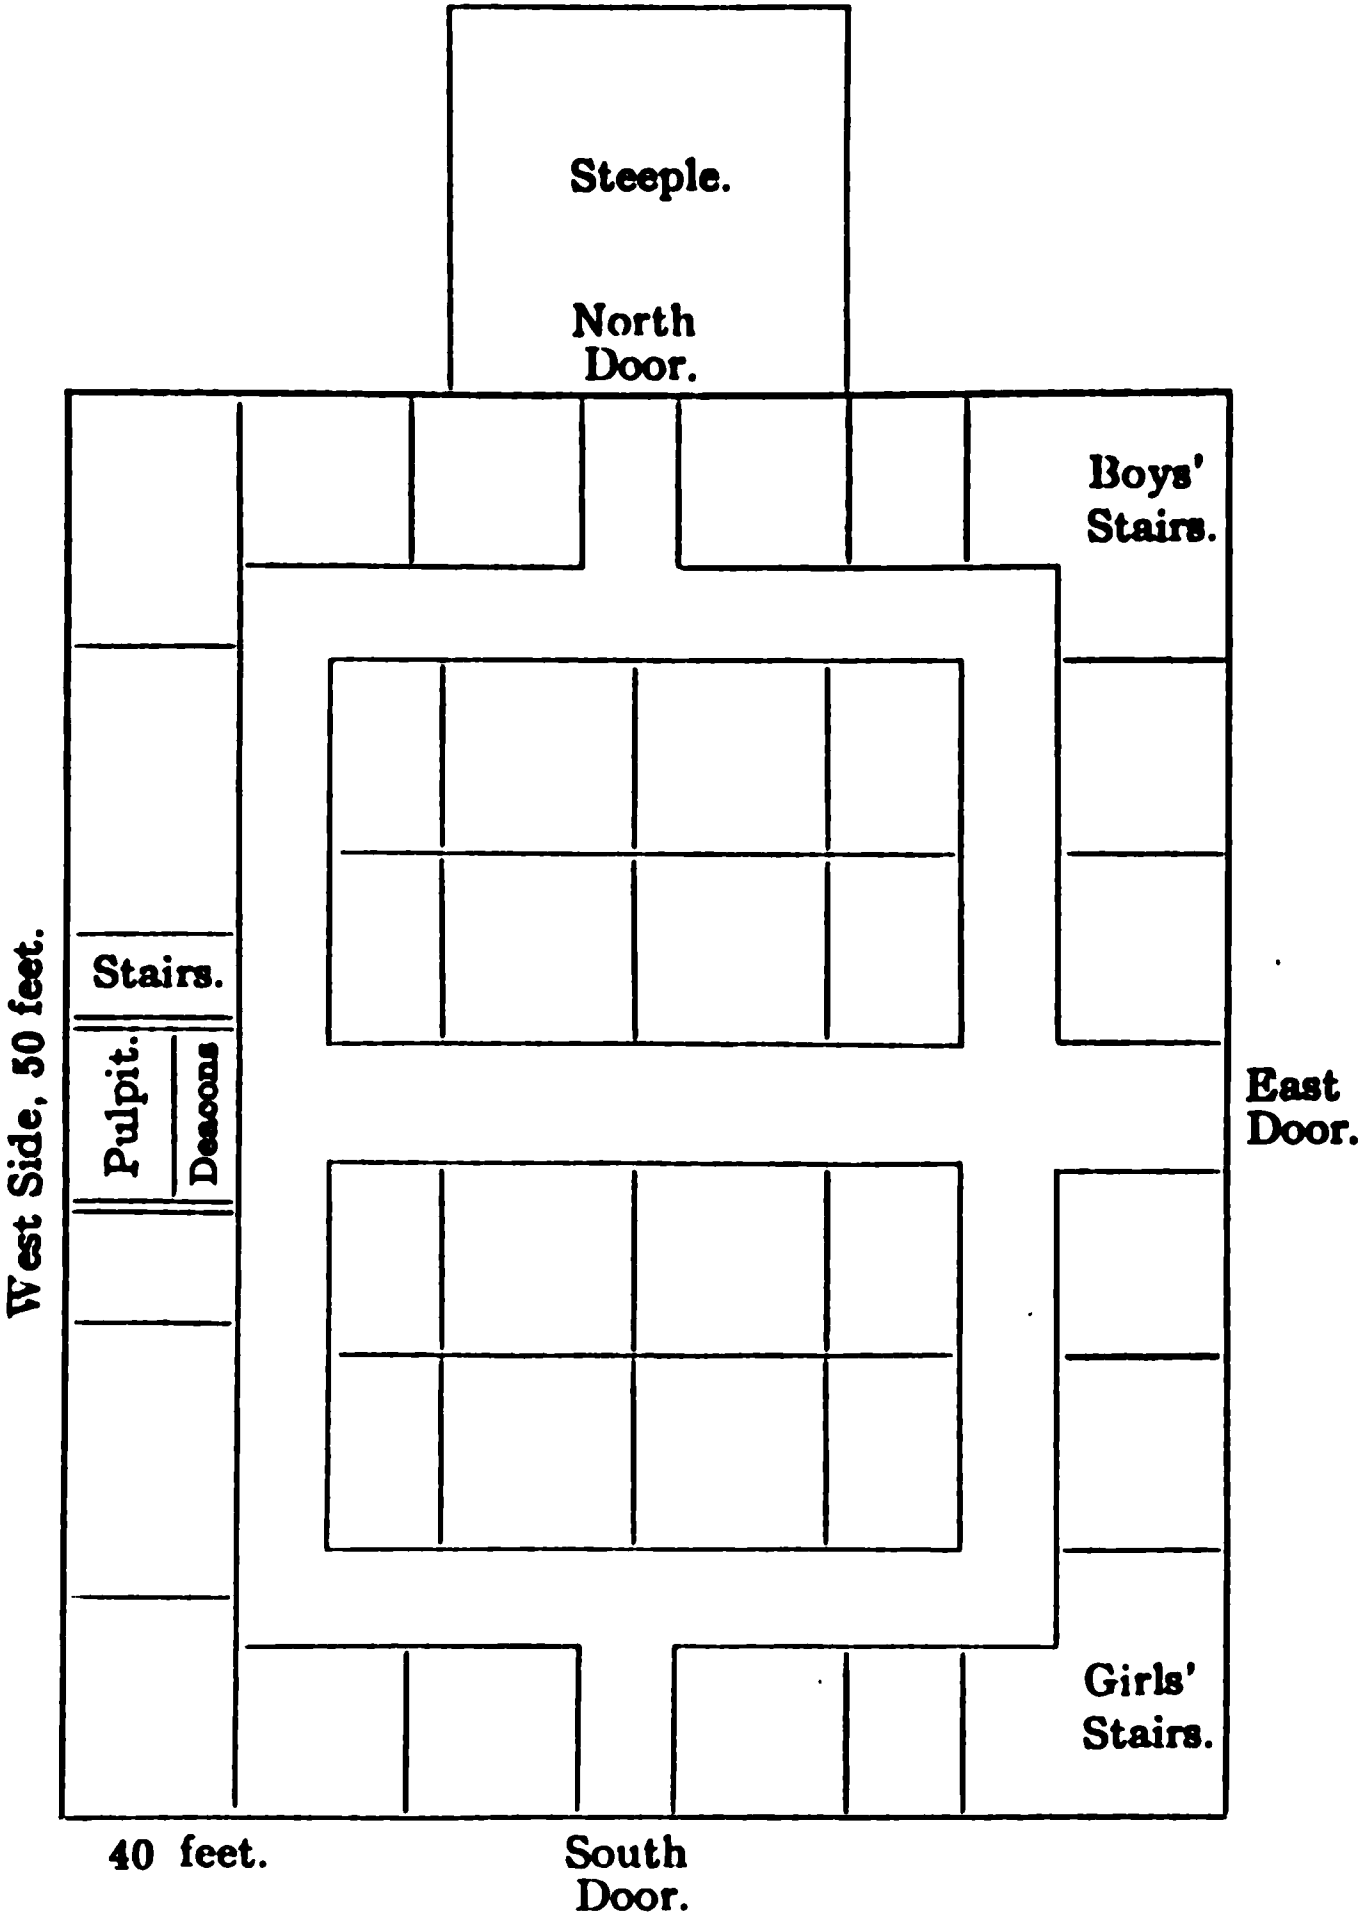 Steeple.
North
Door.
Boys'
Stairs.
Stairs.
Pulpit.
Deacons
West Side, 50 feet.
East
Door.
Girls'
Stairs.
40 feet.
South
Door.